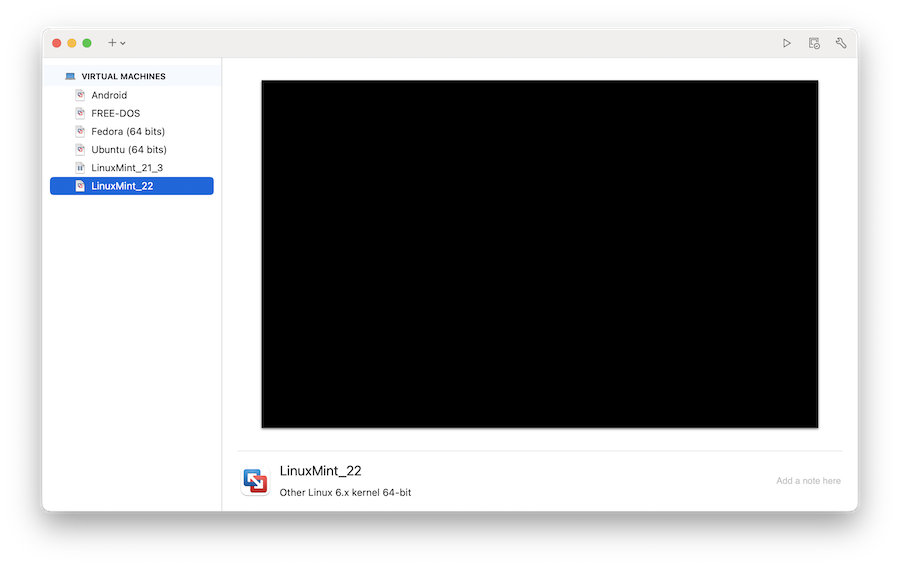 VIRTUAL MACHINES
Android
FREE-DOS
Fedora (64 bits)
Ubuntu (64 bits)
LinuxMint_21_3
LinuxMint_22
LinuxMint_22
Other Linux 6.x kernel 64-bit
Add a note here